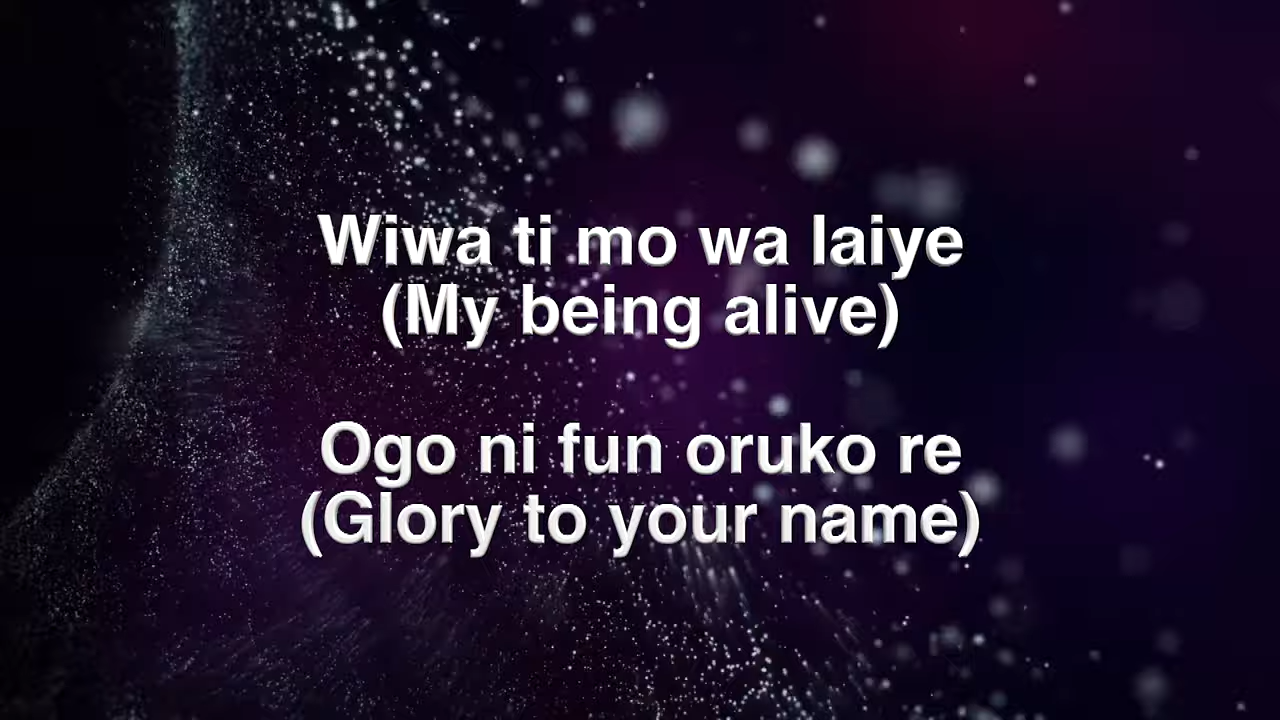 Wiwa ti mo wa laiye
(My being alive)
Ogo ni fun oruko re
(Glory to your name)